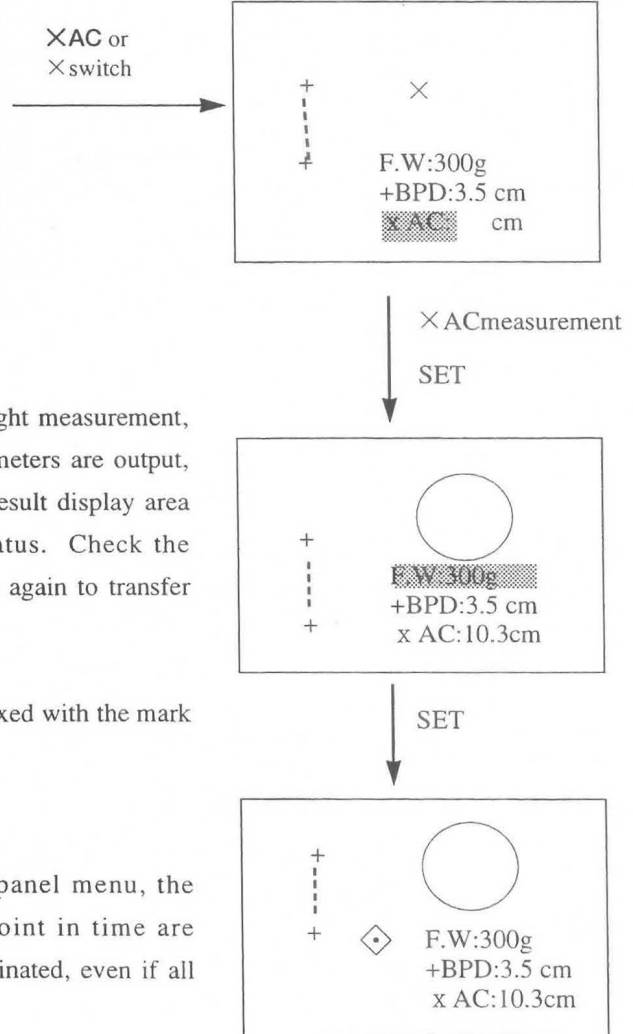 ×AC or
×switch
+
×
+
F.W:300g
+BPD:3.5 cm
x AC: cm
×ACmeasurement
SET
ght measurement,
neters are output,
esult display area
atus. Check the
again to transfer
+
F.W:300g
+BPD:3.5 cm
+
x AC:10.3cm
xed with the mark
SET
+
panel menu, the
oint in time are
inated, even if all
+
F.W:300g
+BPD:3.5 cm
x AC:10.3cm